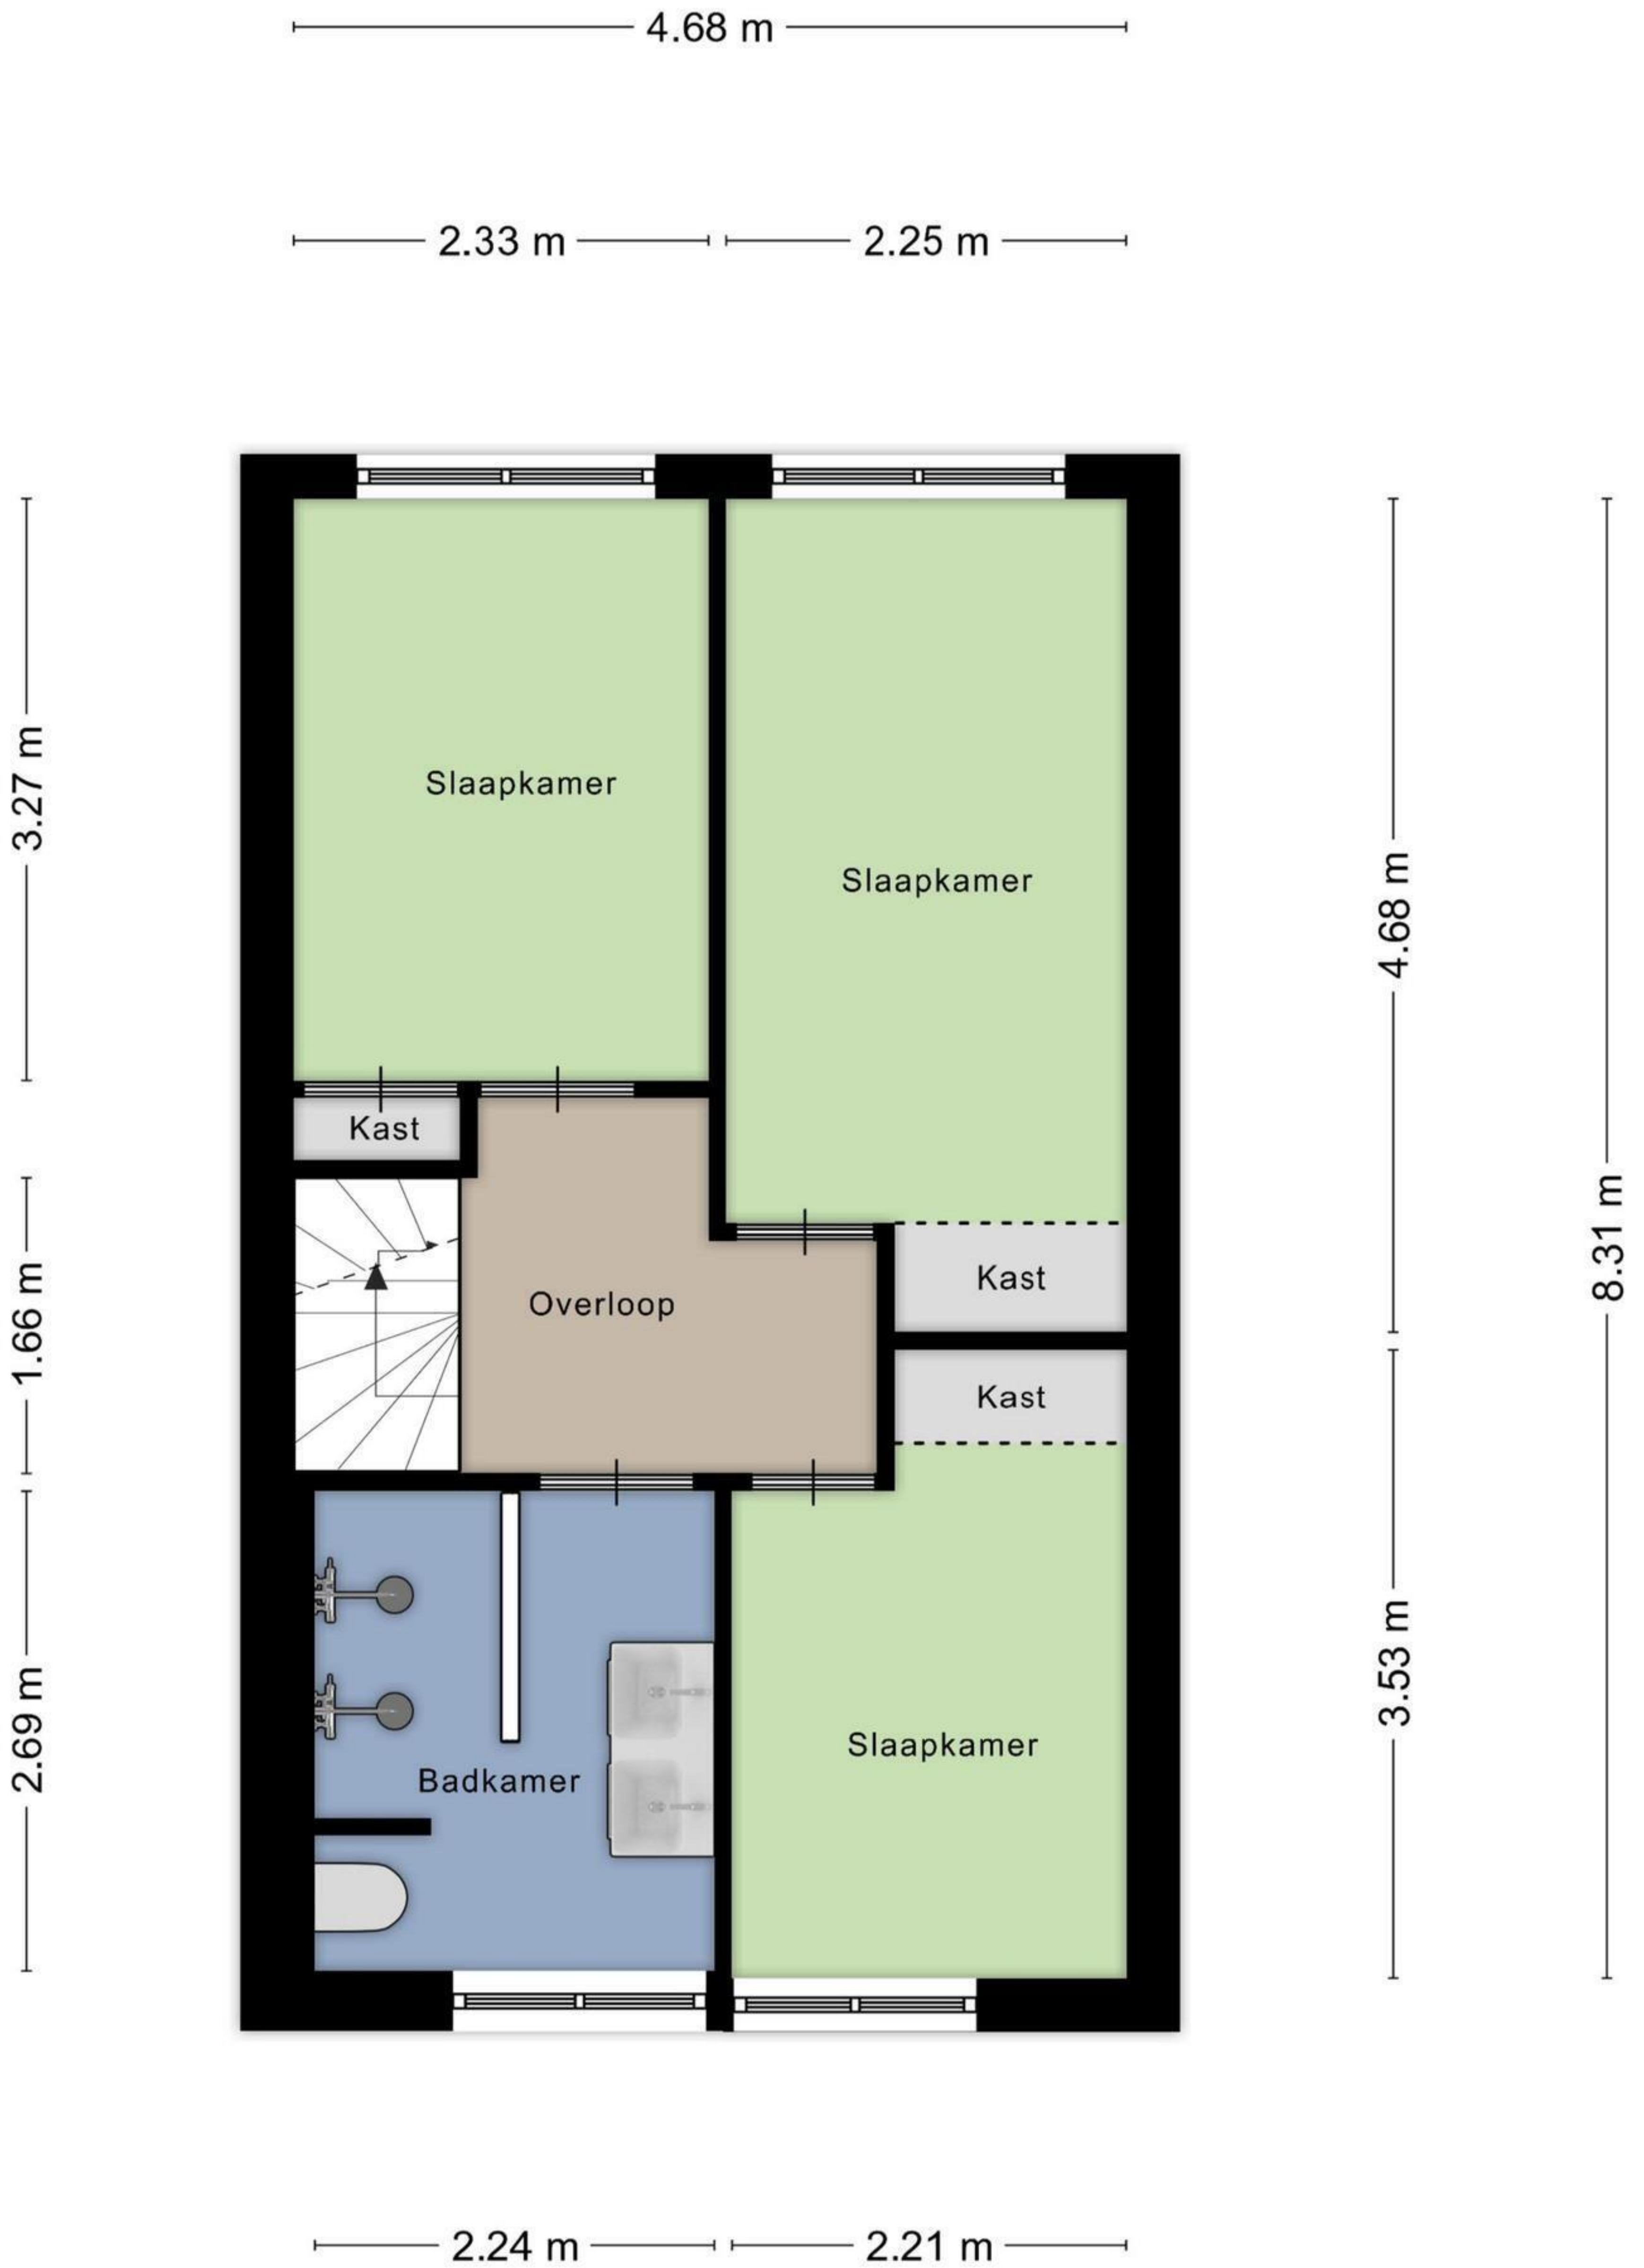 4.68 m
2.33 m
2.25 m
3.27 m
Slaapkamer
Slaapkamer
4.68 m
Kast
8.31 m
1.66 m
Overloop
Kast
Kast
3.53 m
2.69 m
Slaapkamer
Badkamer
2.24 m
2.21 m